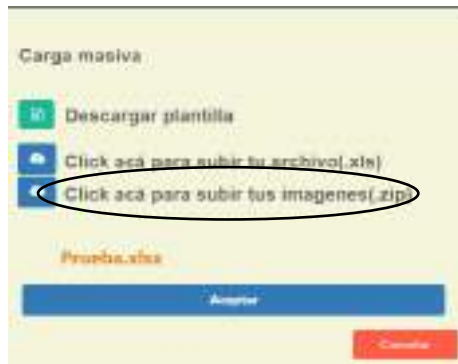 Carga masiva
Descargar plantilla
Click acá para subir tu archivo(.xls)
Click acá para subir tus imagenes(.zip)
Prueba.xlsx
Aceptar
Cancelar